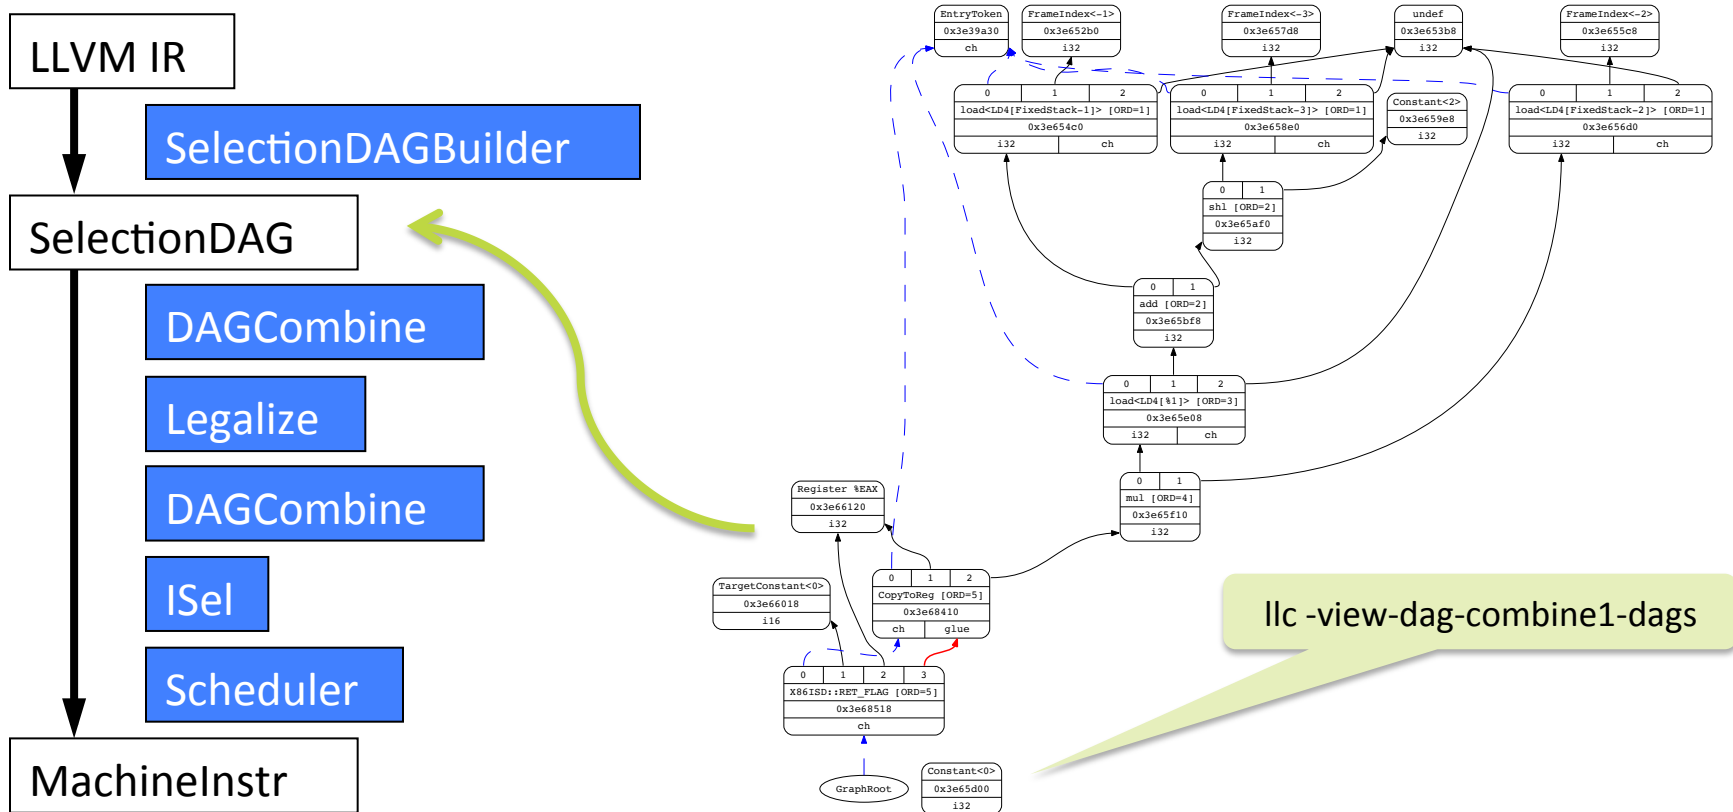 LLVM IR
SelectionDAGBuilder
SelectionDAG
DAGCombine
Legalize
DAGCombine
ISel
Scheduler
MachineInstr
EntryToken
0x3e39a30
ch
FrameIndex<-1>
0x3e652b0
i32
FrameIndex<-3>
0x3e657d8
i32
undef
0x3e653b8
i32
FrameIndex<-2>
0x3e655c8
i32
0 1 2
load<LD4[FixedStack-1]> [ORD=1]
0x3e654c0
i32 ch
0 1 2
load<LD4[FixedStack-3]> [ORD=1]
0x3e658e0
i32 ch
Constant<2>
0x3e659e8
i32
0 1 2
load<LD4[FixedStack-2]> [ORD=1]
0x3e656d0
i32 ch
0 1
shl [ORD=2]
0x3e65af0
i32
0 1
add [ORD=2]
0x3e65bf8
i32
0 1 2
load<LD4[%1]> [ORD=3]
0x3e65e08
i32 ch
0 1
mul [ORD=4]
0x3e65f10
i32
Register %EAX
0x3e66120
i32
TargetConstant<0>
0x3e66018
i16
0 1 2
CopyToReg [ORD=5]
0x3e68410
ch glue
0 1 2 3
X86ISD::RET_FLAG [ORD=5]
0x3e68518
ch
GraphRoot
Constant<0>
0x3e65d00
i32
llc -view-dag-combine1-dags